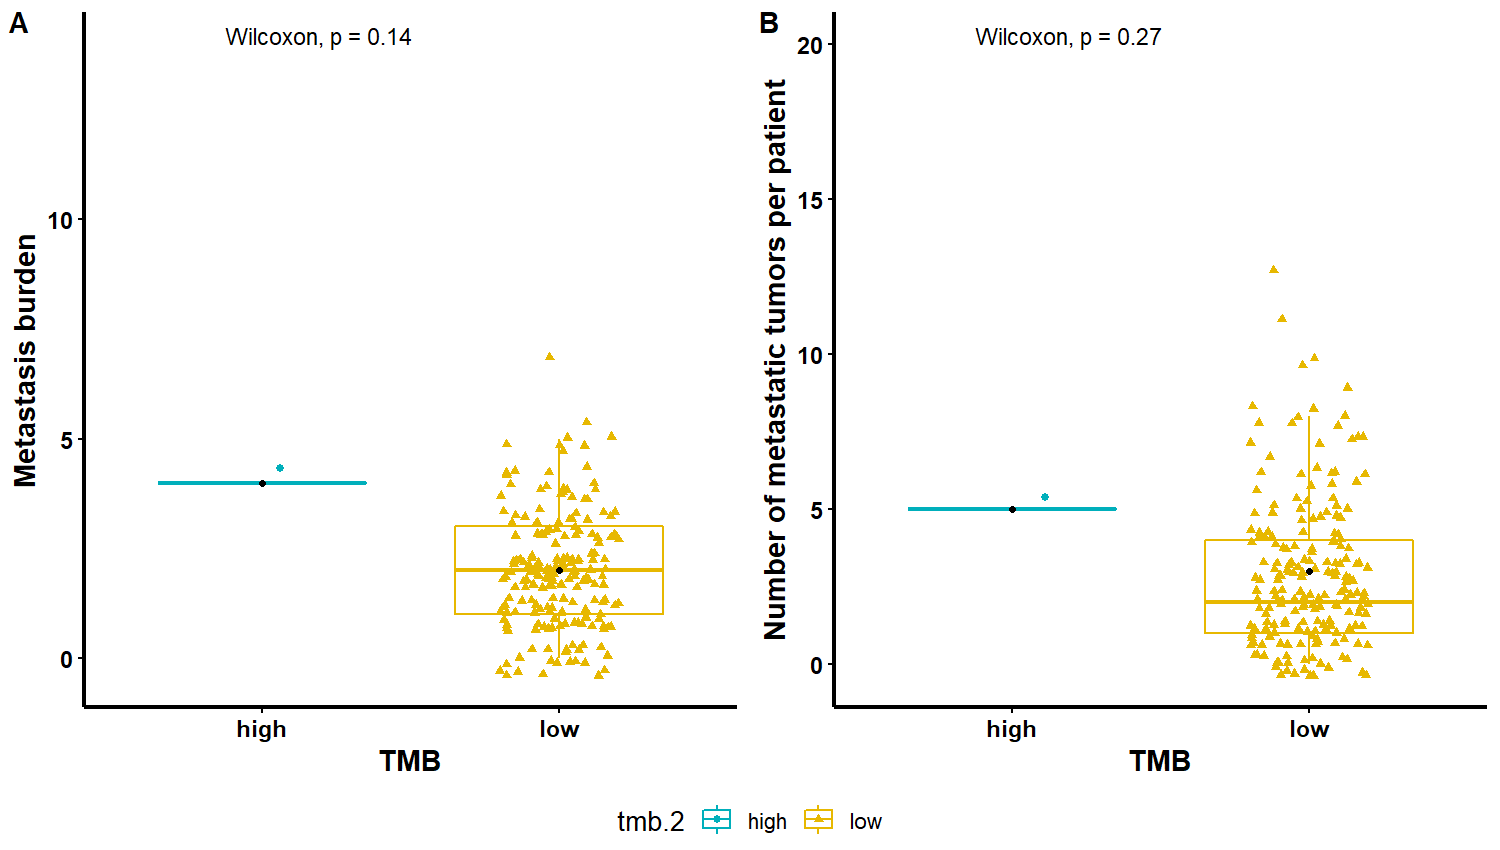 A
Wilcoxon, p = 0.14
Metastasis burden
10
5
0
high
low
TMB
B
Wilcoxon, p = 0.27
Number of metastatic tumors per patient
20
15
10
5
0
high
low
TMB
tmb.2 high low